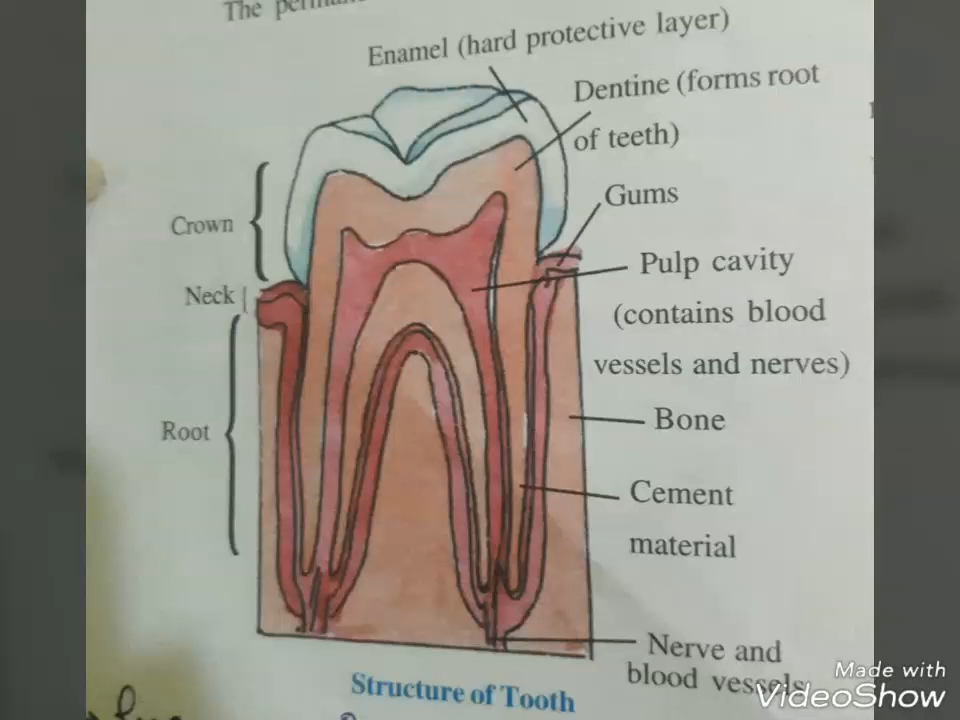 The
Enamel (hard protective layer)
Dentine (forms root
of teeth)
Gums
Crown
Pulp cavity
Neck
(contains blood
vessels and nerves)
Bone
Root
Cement
material
Nerve and
blood vessels
Structure of Tooth
Made with
VideoShow